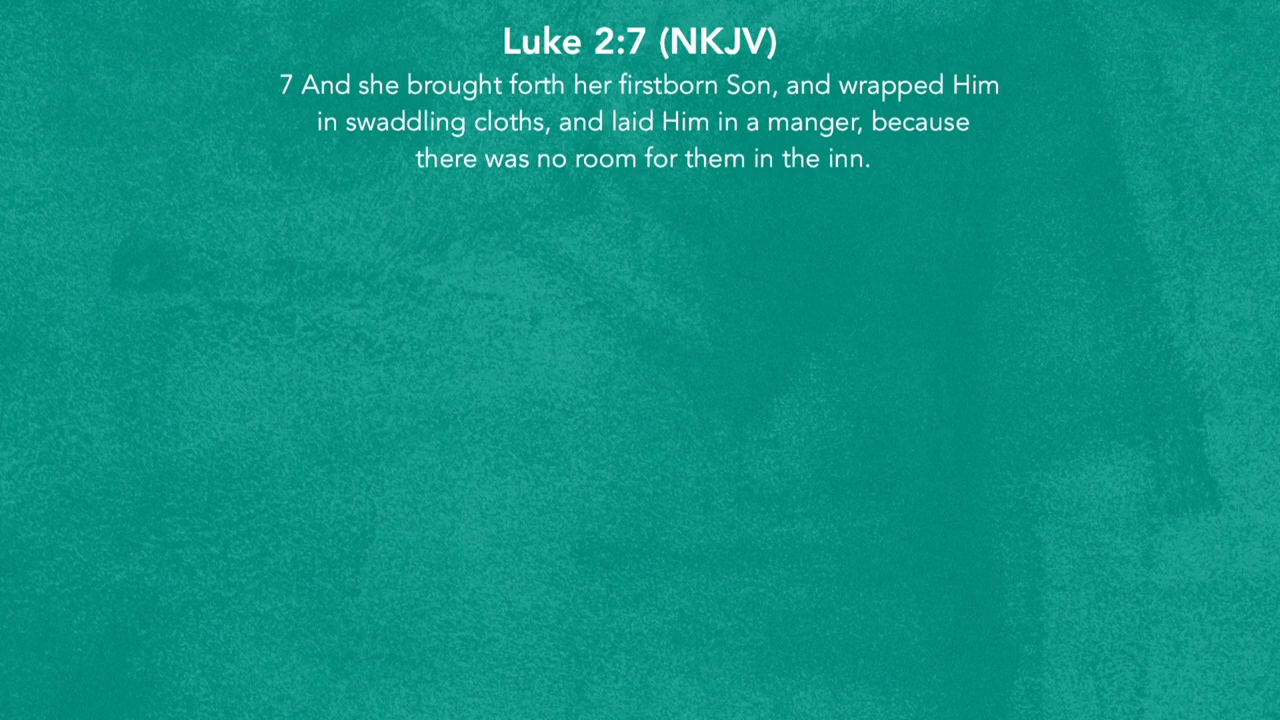 Luke 2:7 (NKJV)
7 And she brought forth her firstborn Son, and wrapped Him
in swaddling cloths, and laid Him in a manger, because
there was no room for them in the inn.